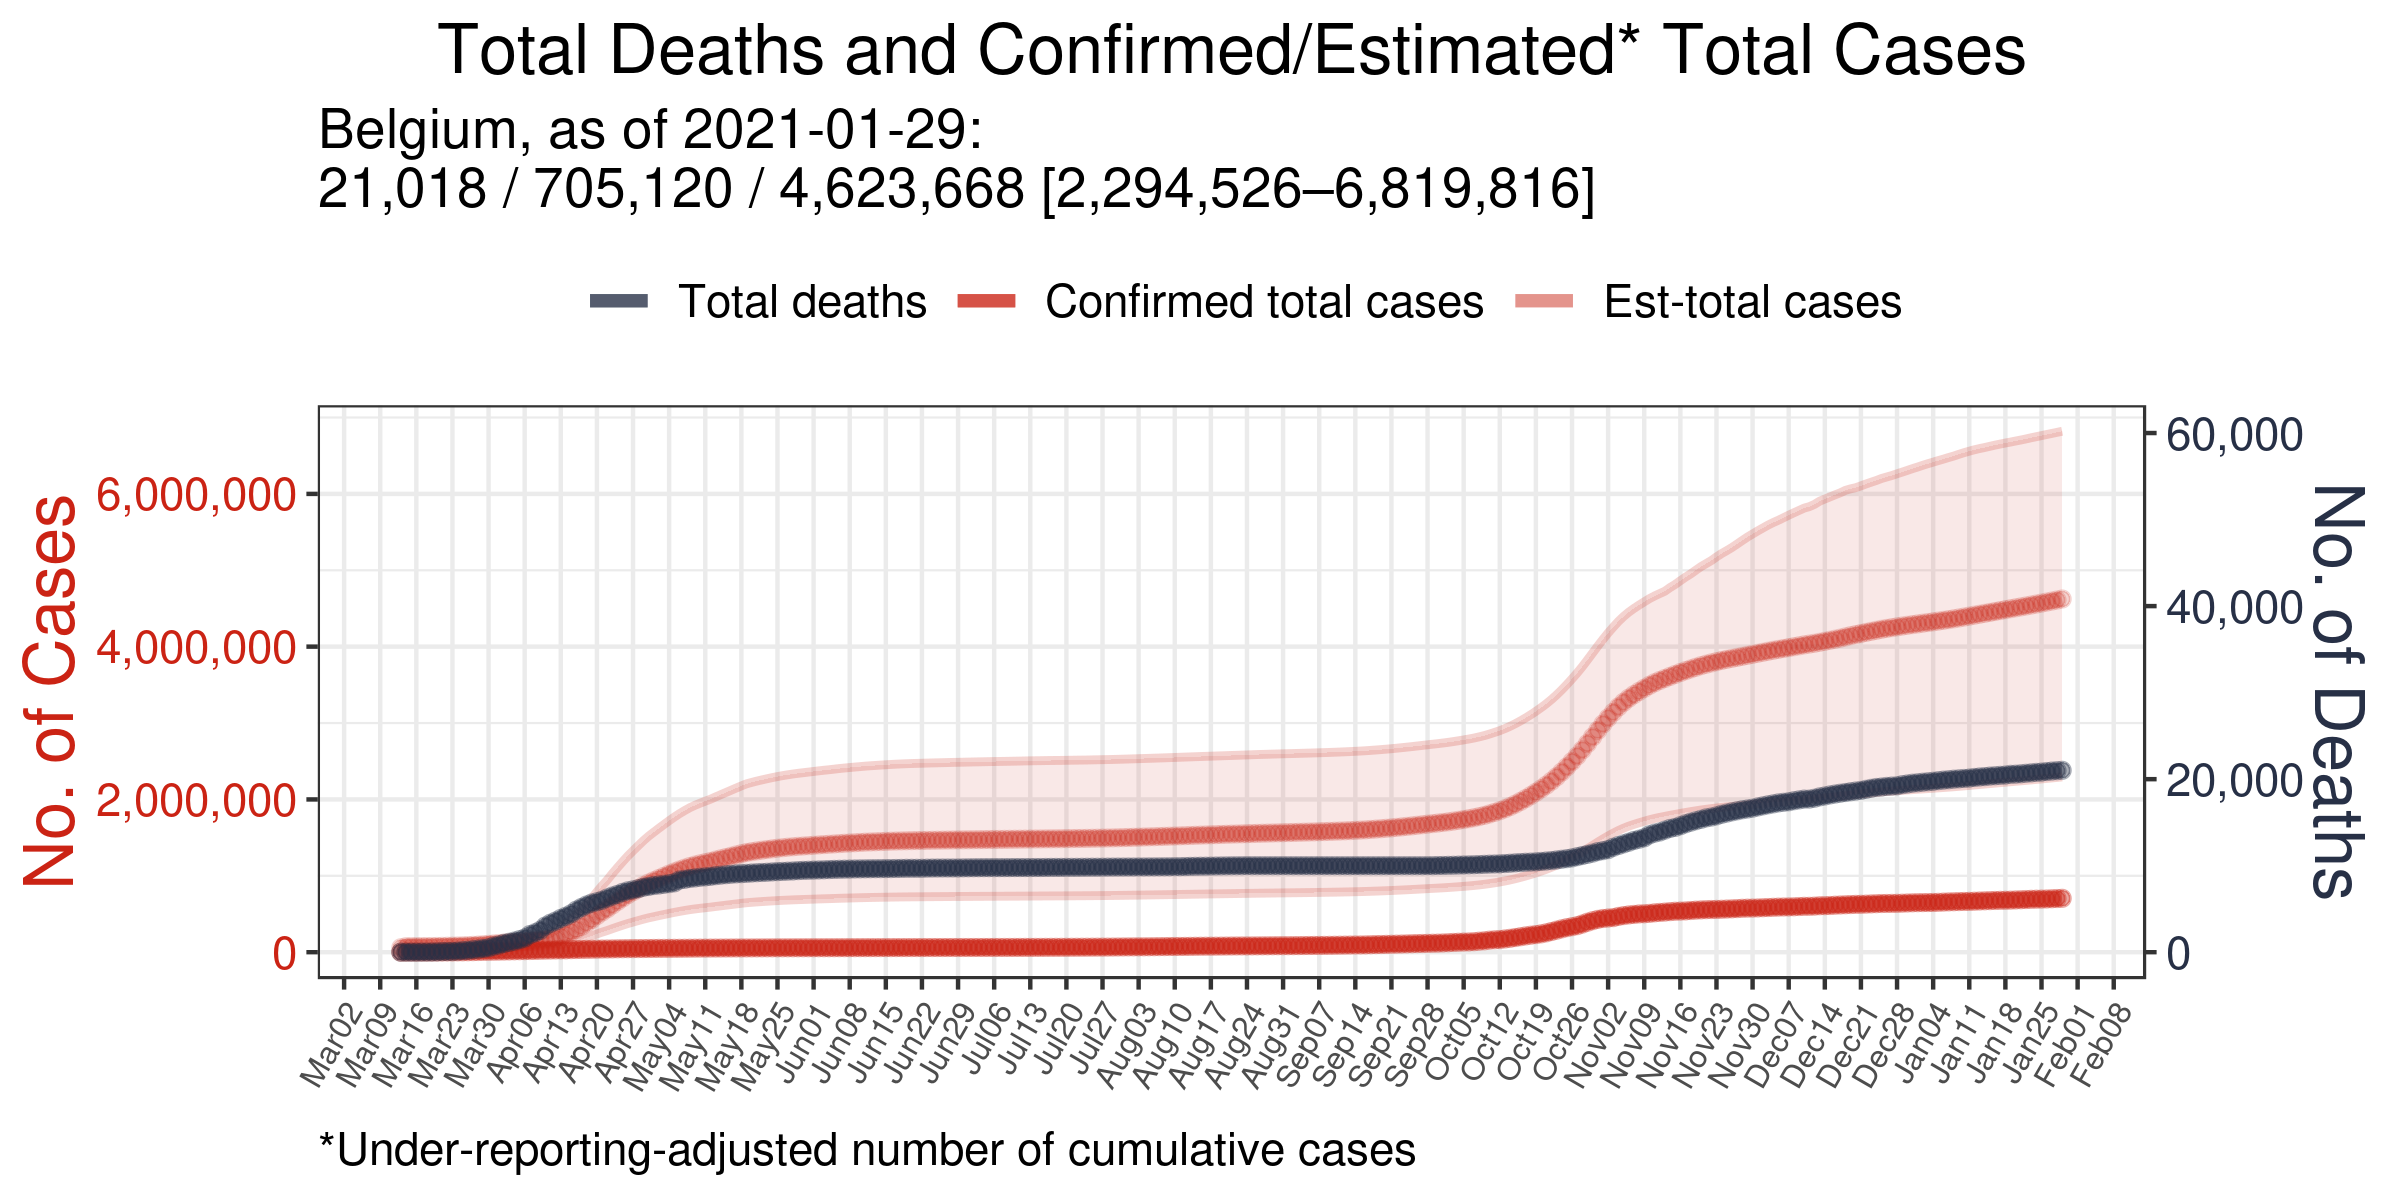 Total Deaths and Confirmed/Estimated* Total Cases
Belgium, as of 2021-01-29:
21,018 / 705,120 / 4,623,668 [2,294,526–6,819,816]
Total deaths
Confirmed total cases
Est-total cases
No. of Cases
6,000,000
4,000,000
2,000,000
0
60,000
40,000
20,000
0
No. of Deaths
Mar02
Mar09
Mar16
Mar23
Mar30
Apr06
Apr13
Apr20
Apr27
May04
May11
May18
May25
Jun01
Jun08
Jun15
Jun22
Jun29
Jul06
Jul13
Jul20
Jul27
Aug03
Aug10
Aug17
Aug24
Aug31
Sep07
Sep14
Sep21
Sep28
Oct05
Oct12
Oct19
Oct26
Nov02
Nov09
Nov16
Nov23
Nov30
Dec07
Dec14
Dec21
Dec28
Jan04
Jan11
Jan18
Jan25
Feb01
Feb08
*Under-reporting-adjusted number of cumulative cases